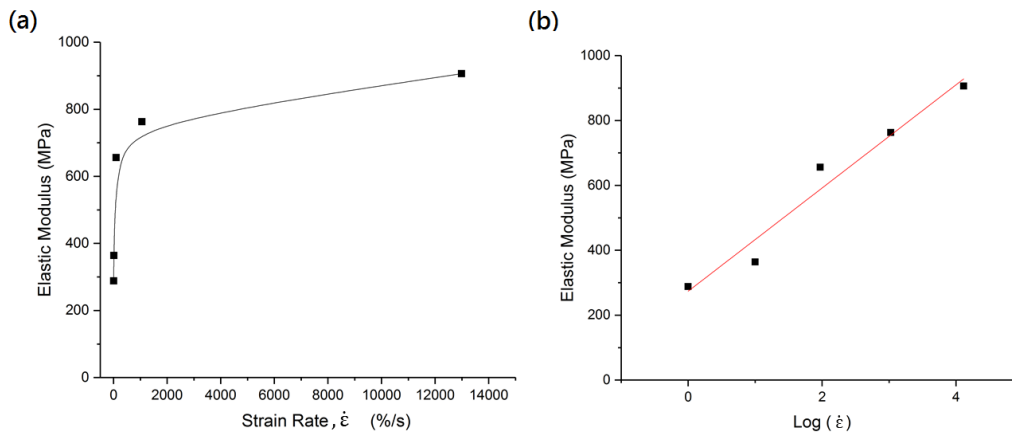 (a)
1000
800
600
400
200
0
Elastic Modulus (MPa)
0 2000 4000 6000 8000 10000 12000 14000
Strain Rate, ε̇ (%/s)
(b)
1000
800
600
400
200
0
Elastic Modulus (MPa)
0 2 4
Log ( ε̇ )